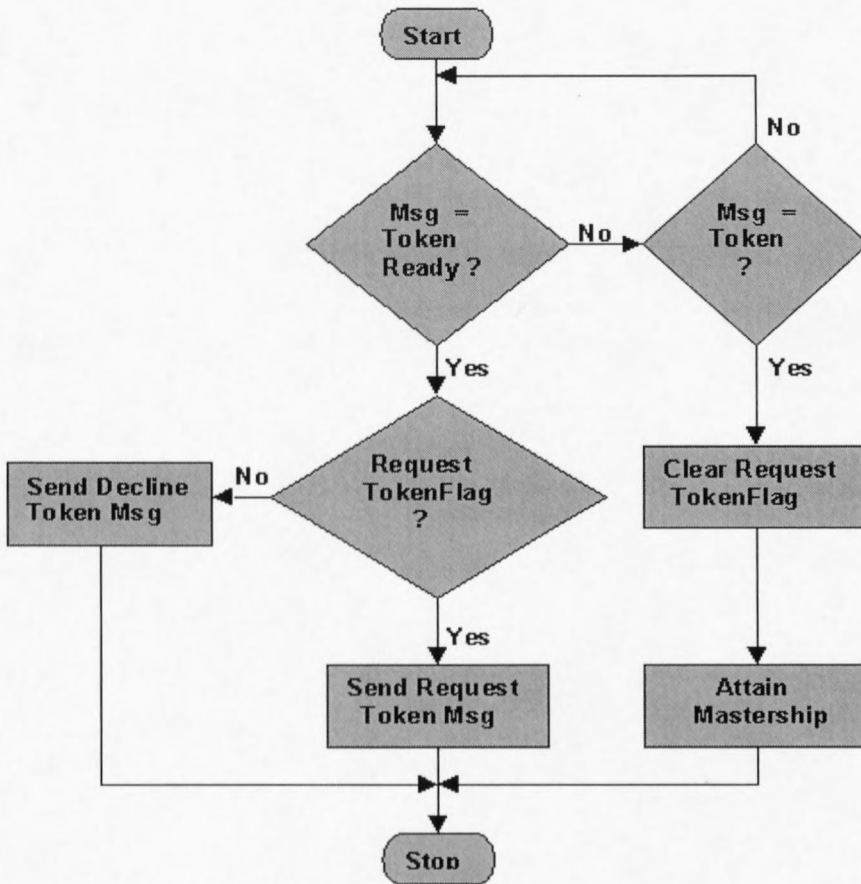 Start
No
Msg =
Token
Ready ?
No
Msg =
Token
?
Yes
Yes
Request
TokenFlag
?
No
Send Decline
Token Msg
Clear Request
TokenFlag
Yes
Send Request
Token Msg
Attain
Mastership
Stop